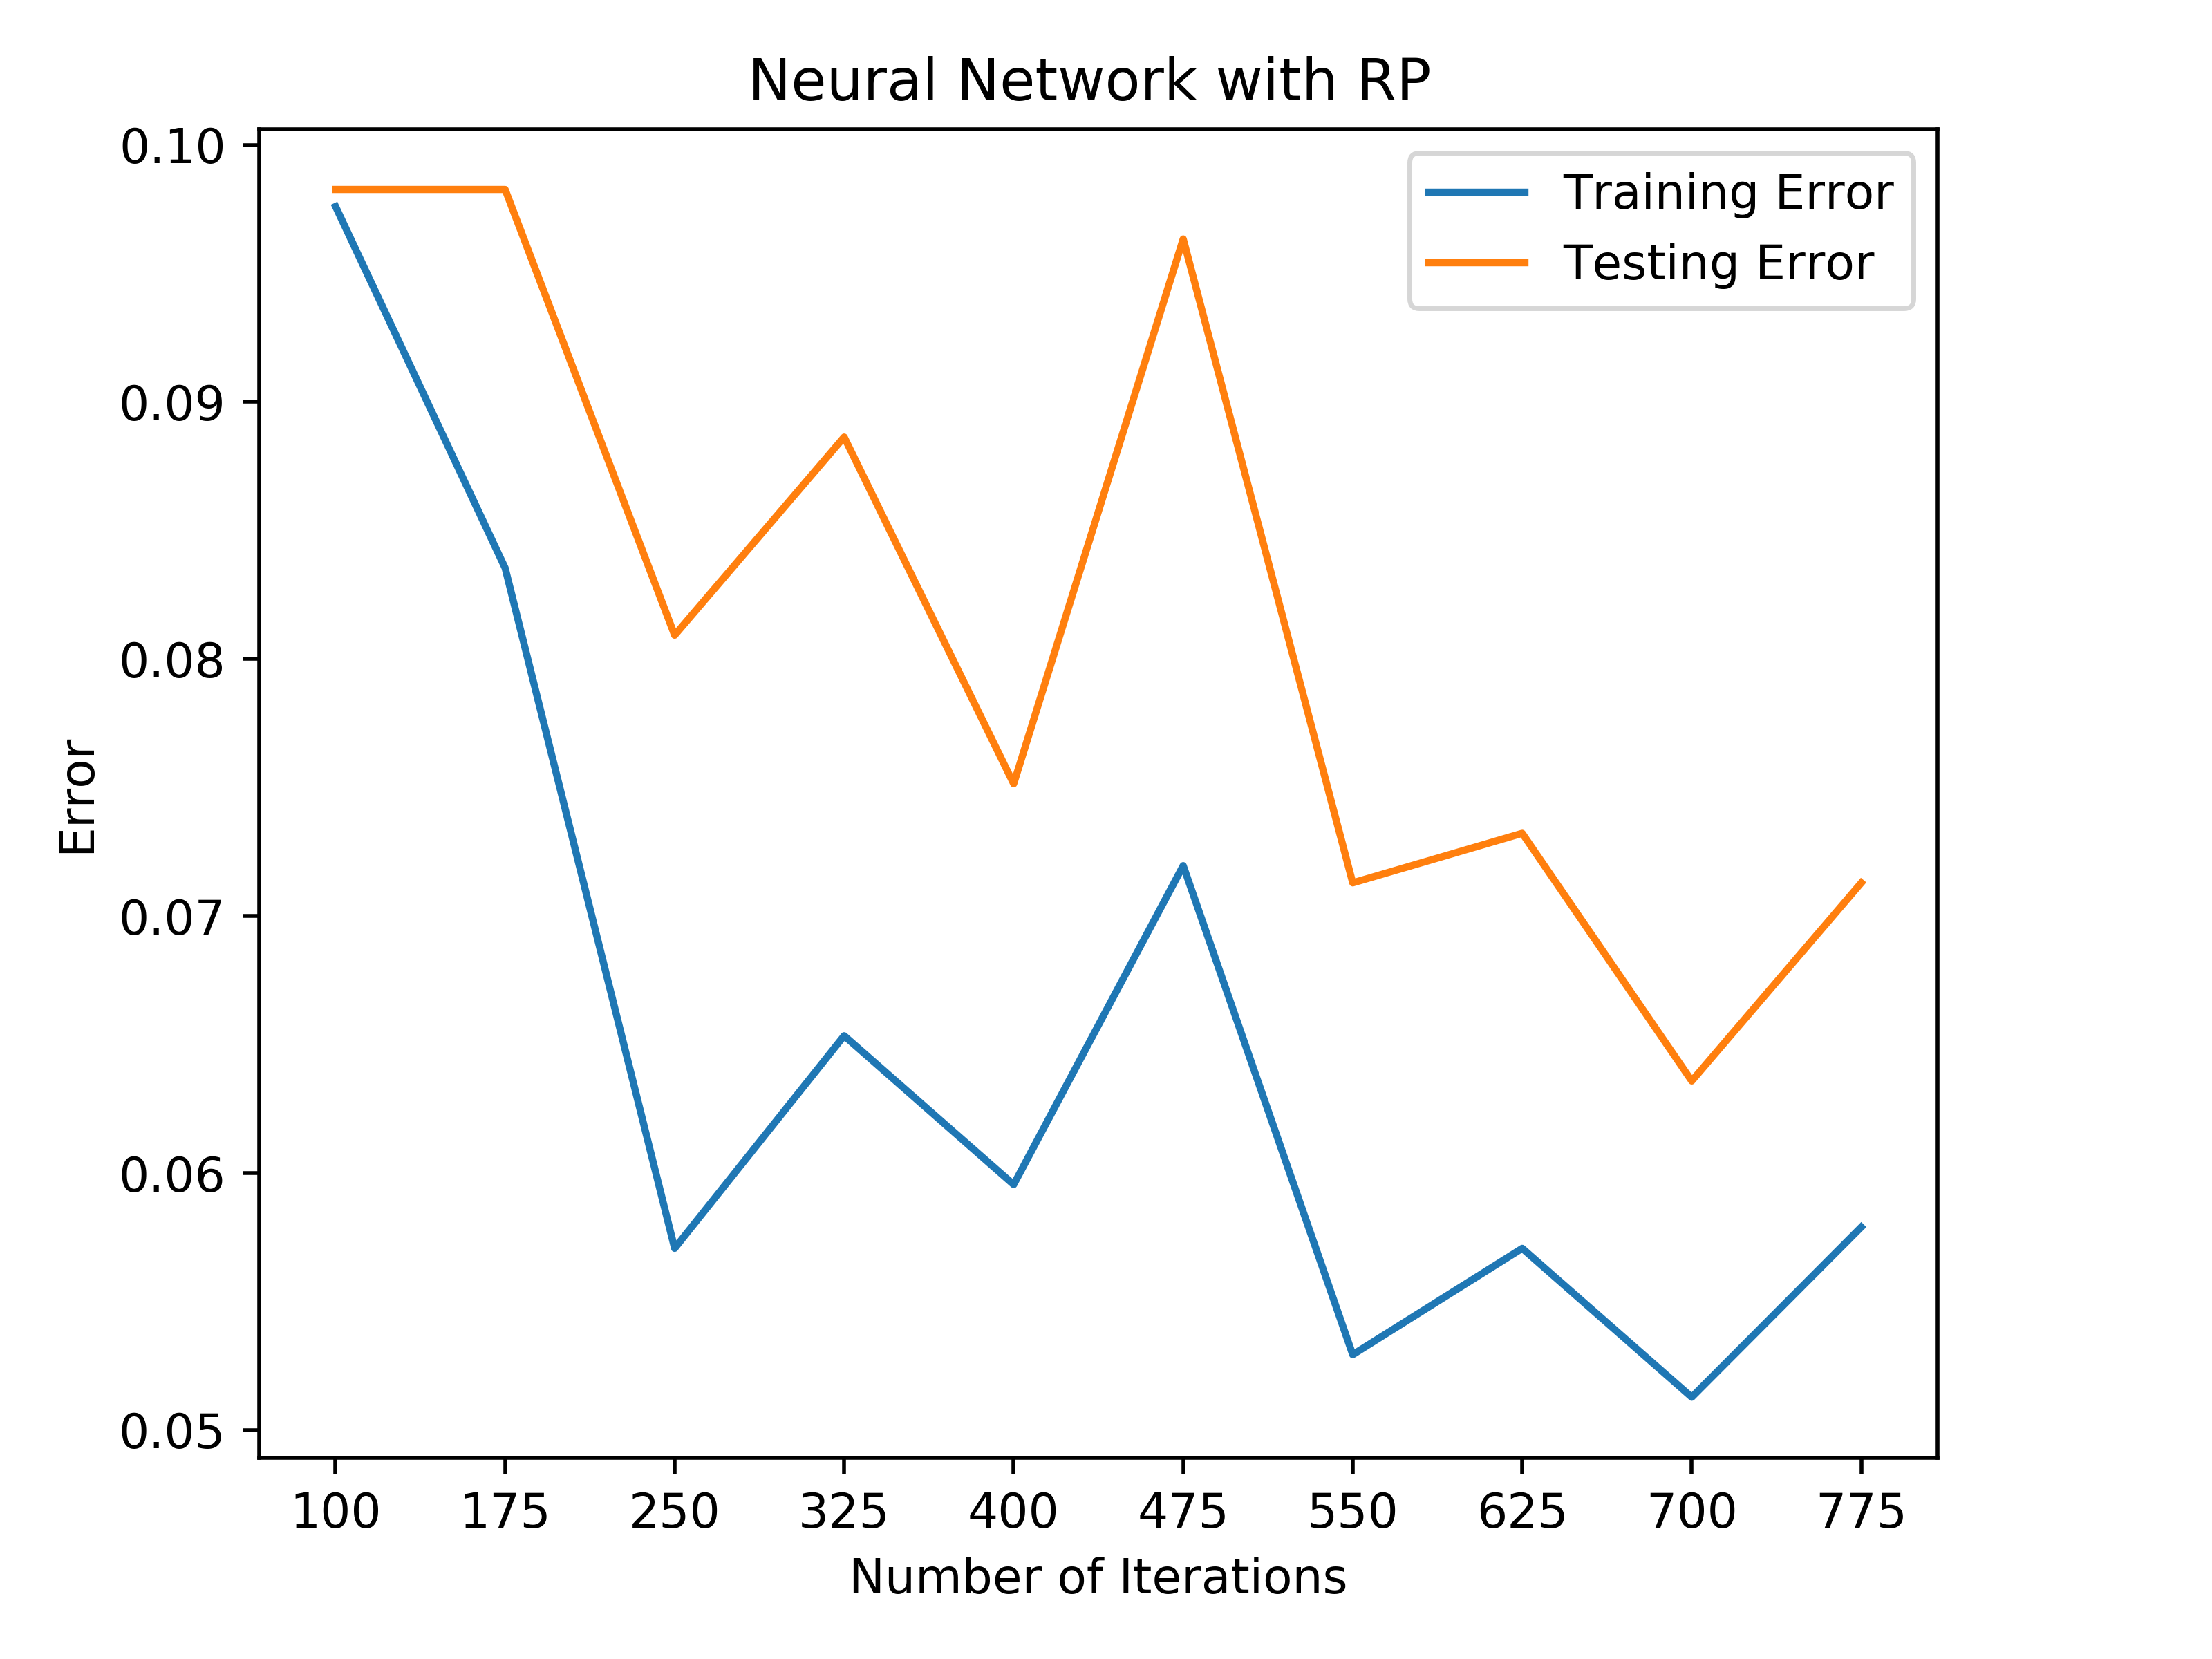 Neural Network with RP
Training Error
Testing Error
0.10
0.09
0.08
0.07
0.06
0.05
Error
100 175 250 325 400 475 550 625 700 775
Number of Iterations